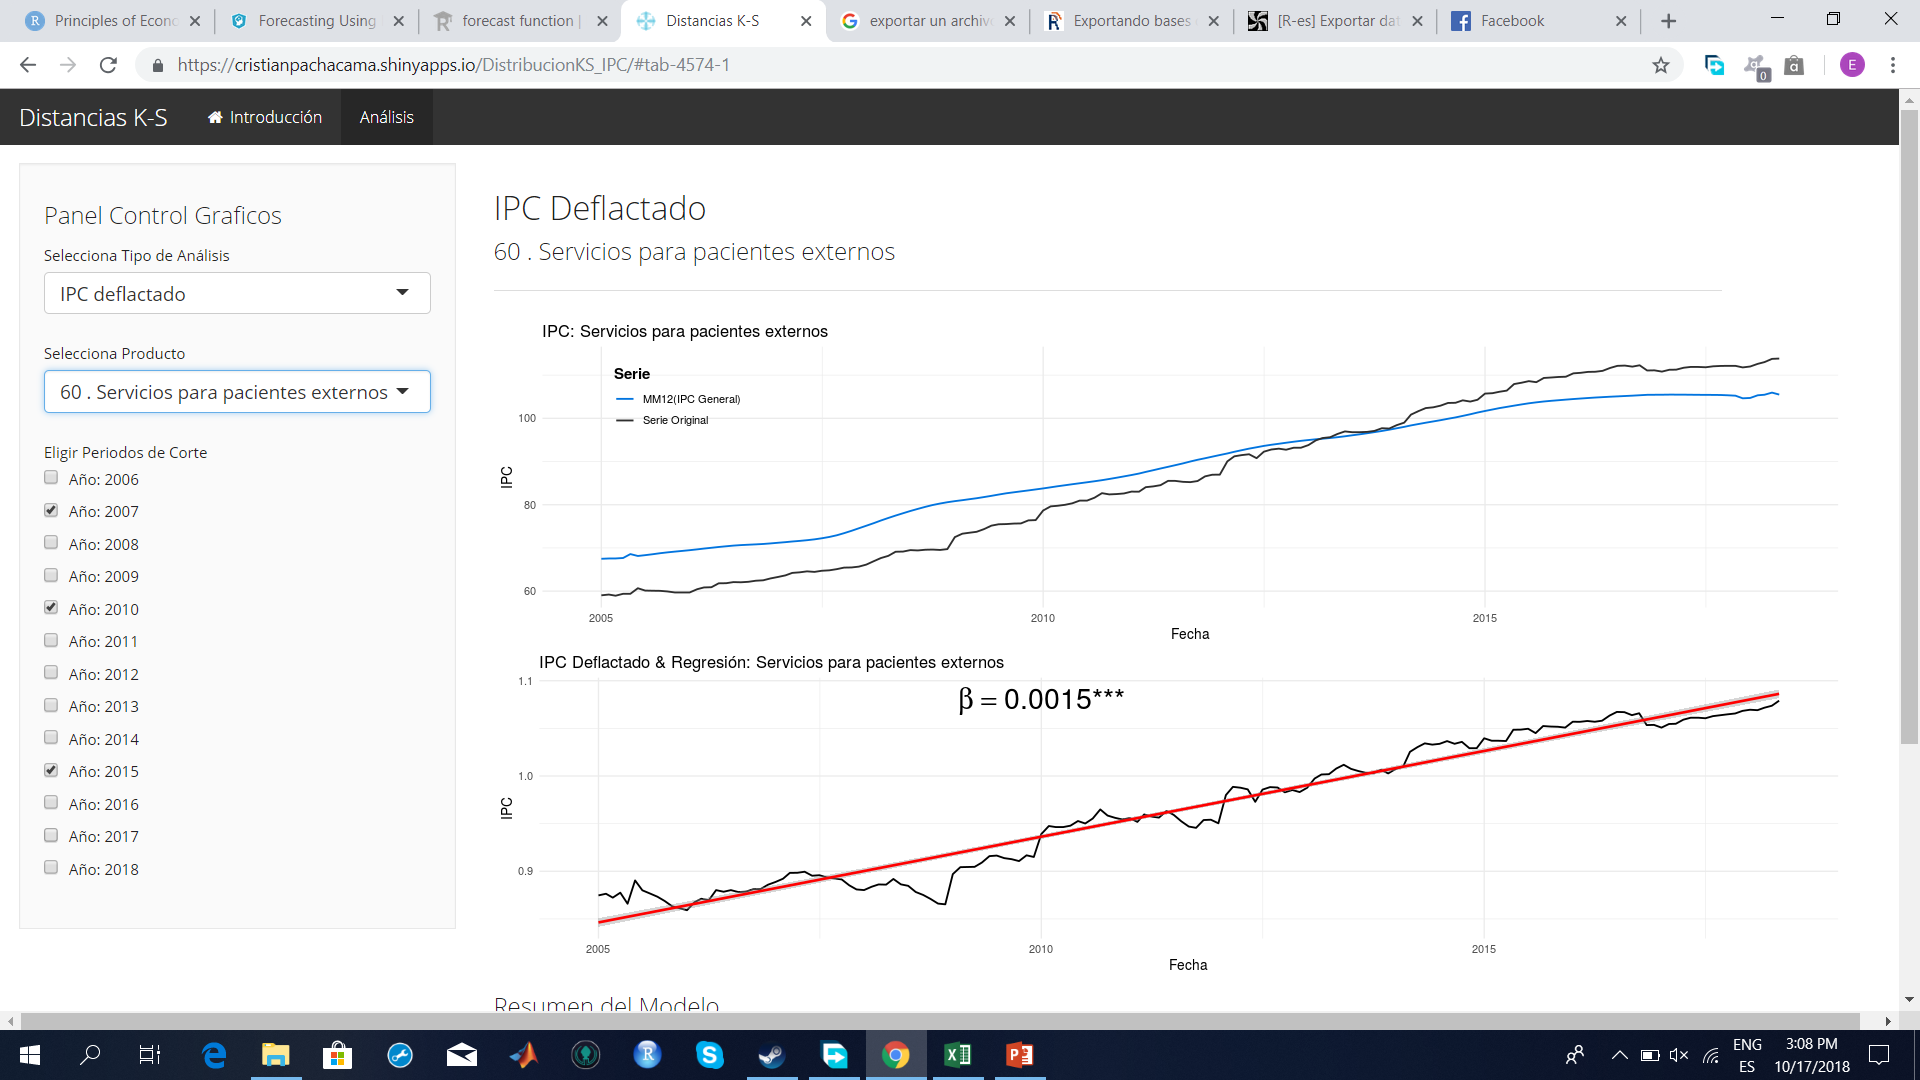 Principles of Econo
Forecasting Using
forecast function |
Distancias K-S
exportar un archivo
Exportando bases
[R-es] Exportar dat
Facebook
https://cristianpachacama.shinyapps.io/DistribucionKS_IPC/#tab-4574-1
0
a
E
Distancias K-S
Introducción
Análisis
Panel Control Graficos
Selecciona Tipo de Análisis
IPC deflactado
Selecciona Producto
60 . Servicios para pacientes externos
Eligir Periodos de Corte
Año: 2006
Año: 2007
Año: 2008
Año: 2009
Año: 2010
Año: 2011
Año: 2012
Año: 2013
Año: 2014
Año: 2015
Año: 2016
Año: 2017
Año: 2018
IPC Deflactado
60 . Servicios para pacientes externos
IPC: Servicios para pacientes externos
Serie
MM12(IPC General)
Serie Original
IPC
100
80
60
2005
2010
2015
Fecha
IPC Deflactado & Regresión: Servicios para pacientes externos
β = 0.0015***
IPC
1.1
1.0
0.9
2005
2010
2015
Fecha
Resumen del Modelo
ENG
ES
3:08 PM
10/17/2018